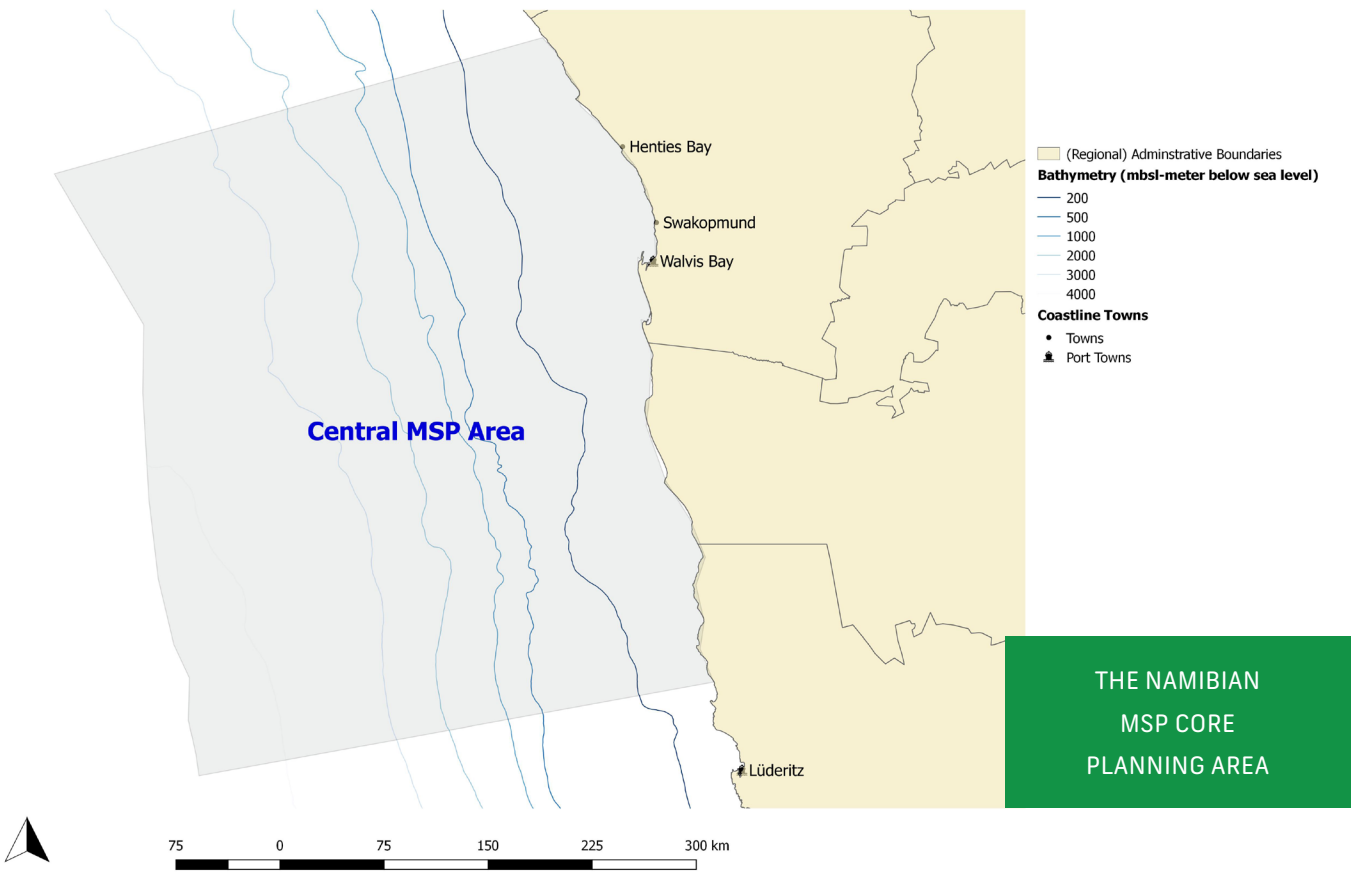 Henties Bay
Swakopmund
Walvis Bay
Central MSP Area
Lüderitz
(Regional) Adminstrative Boundaries
Bathymetry (mbsl-meter below sea level)
200
500
1000
2000
3000
4000
Coastline Towns
Towns
Port Towns
THE NAMIBIAN
MSP CORE
PLANNING AREA
75 0 75 150 225 300 km